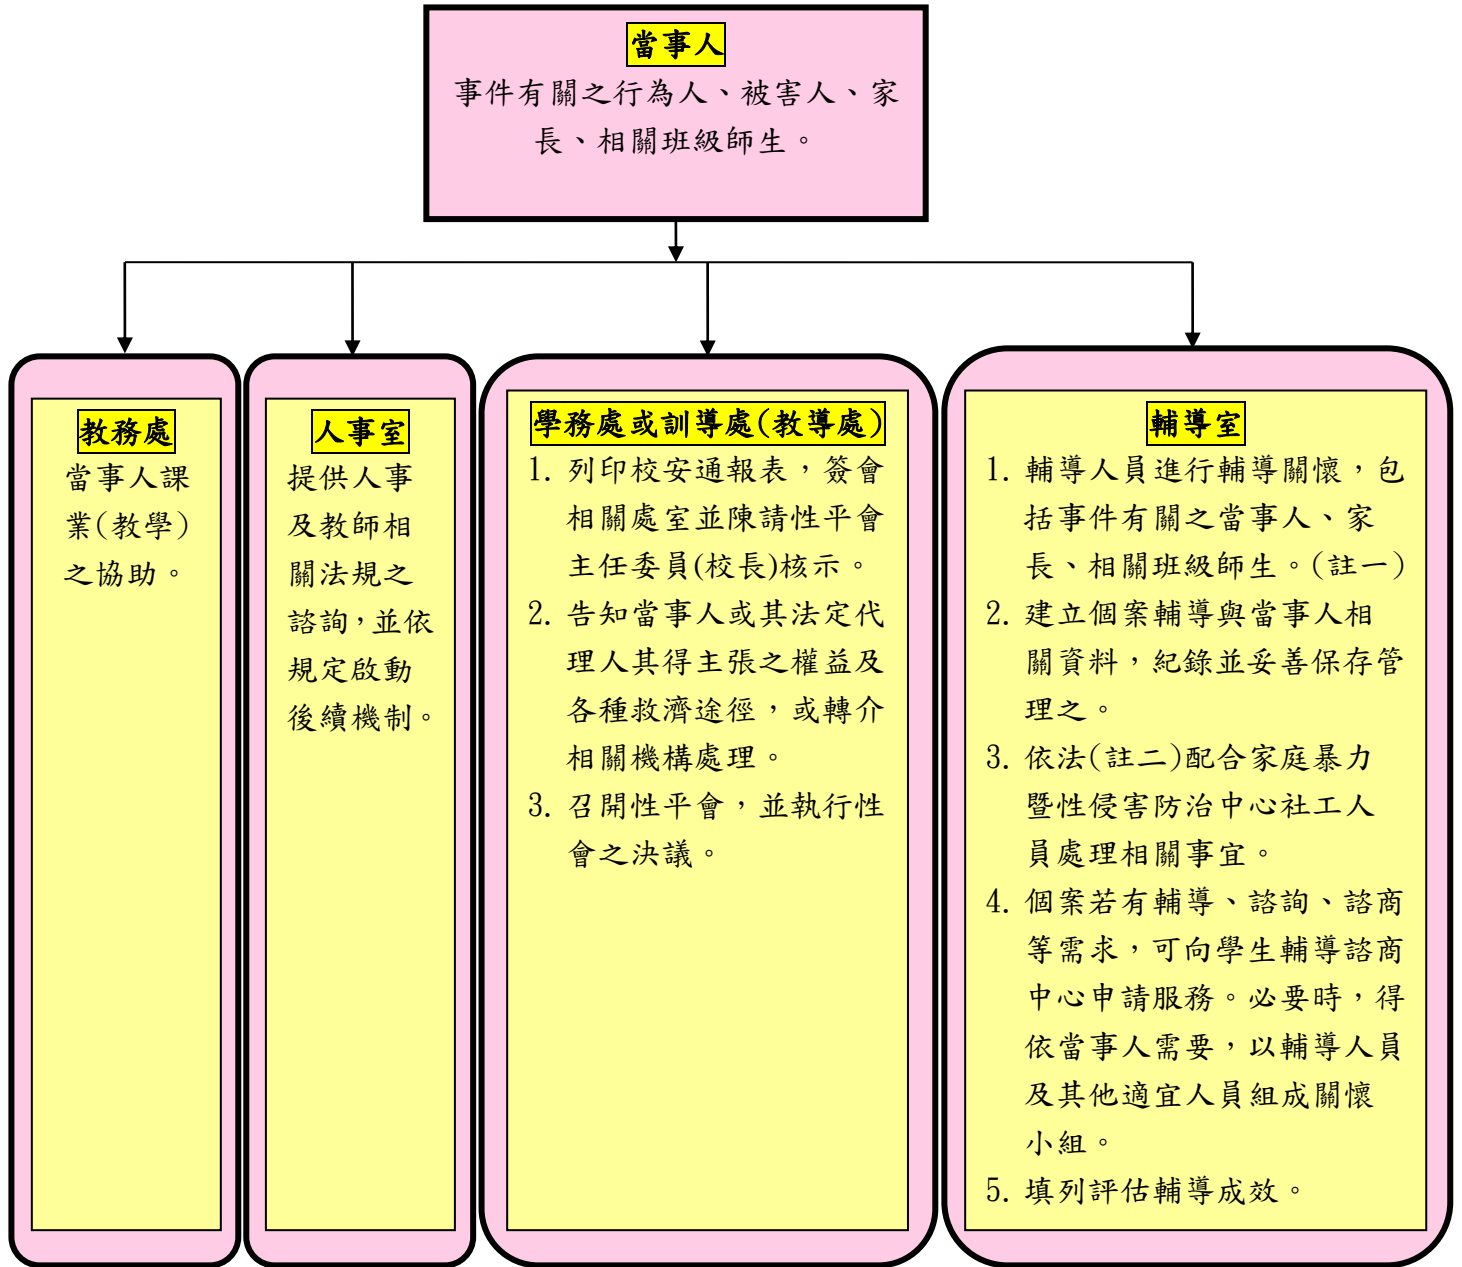 當事人
事件有關之行為人、被害人、家
長、相關班級師生。
教務處
當事人課
業(教學)
之協助。
人事室
提供人事
及教師相
關法規之
諮詢，並依
規定啟動
後續機制。
學務處或訓導處(教導處)
1. 列印校安通報表，簽會
相關處室並陳請性平會
主任委員(校長)核示。
2. 告知當事人或其法定代
理人其得主張之權益及
各種救濟途徑，或轉介
相關機構處理。
3. 召開性平會，並執行性
會之決議。
輔導室
1. 輔導人員進行輔導關懷，包
括事件有關之當事人、家
長、相關班級師生。(註一)
2. 建立個案輔導與當事人相
關資料，紀錄並妥善保存管
理之。
3. 依法(註二)配合家庭暴力
暨性侵害防治中心社工人
員處理相關事宜。
4. 個案若有輔導、諮詢、諮商
等需求，可向學生輔導諮商
中心申請服務。必要時，得
依當事人需要，以輔導人員
及其他適宜人員組成關懷
小組。
5. 填列評估輔導成效。